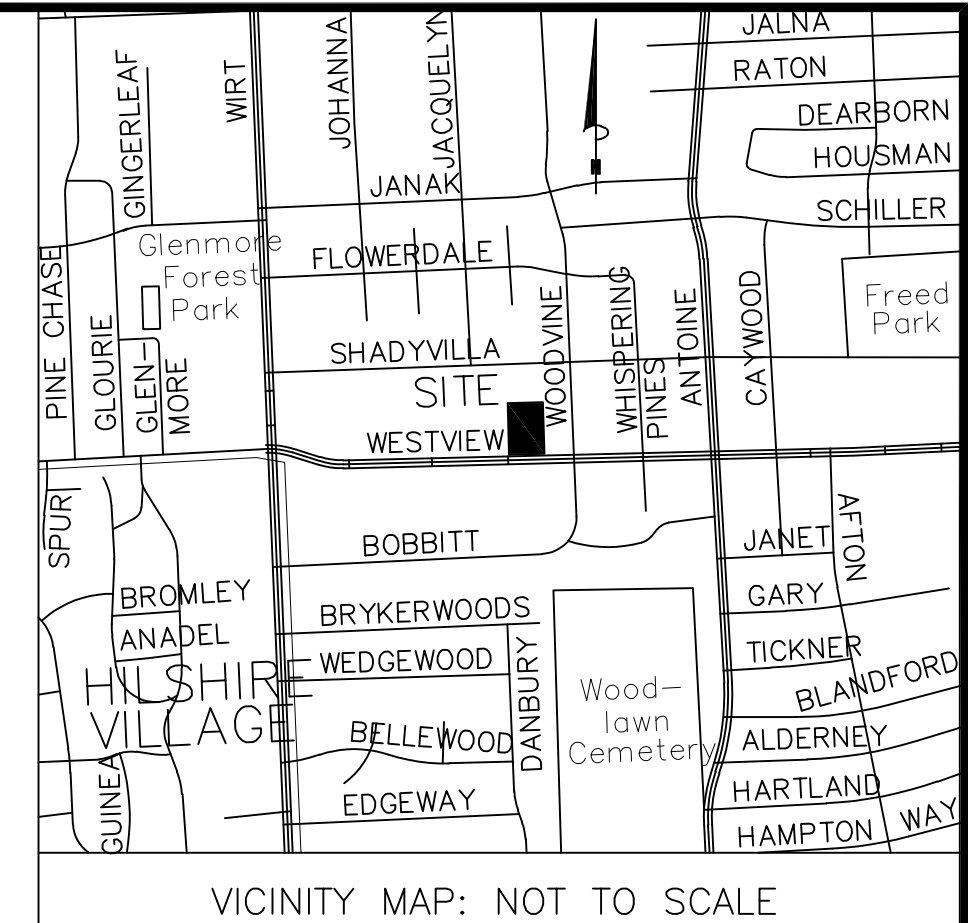 JALNA
RATON
DEARBORN
HOUSMAN
SCHILLER
GINGERLEAF
WIRT
JOHANNA
JACQUELYN
JANAK
Glenmore
Forest
Park
FLOWERDALE
PINE CHASE
GLOURIE
GLEN-
MORE
SHADYVILLA
SITE
WESTVIEW
WOODVINE
WHISPERING
PINES
ANTOINE
CAYWOOD
Freed
Park
N
SPUR
BOBBITT
JANET
AFTON
BROMLEY
ANADEL
HILSHIRE
VILLAGE
GUINEA
BRYKERWOODS
WEDGEWOOD
DANBURY
BELLEWOOD
EDGEWAY
Wood-
lawn
Cemetery
GARY
TICKNER
BLANDFORD
ALDERNEY
HARTLAND
HAMPTON WAY
VICINITY MAP: NOT TO SCALE